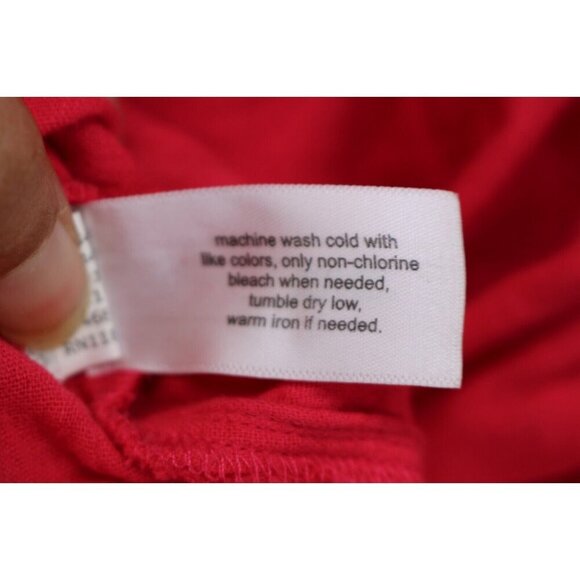 machine wash cold with
like colors, only non-chlorine
bleach when needed,
tumble dry low,
warm iron if needed.